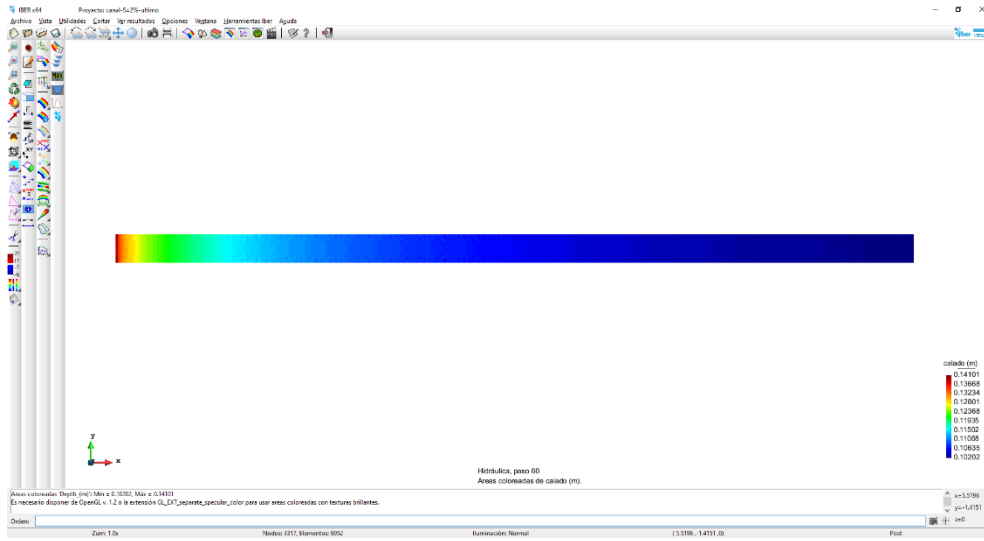 IBER x64 Proyecto: canal-S=2%-ultimo
Archivo Vista Utilidades Cortar Ver resultados Opciones Ventana Herramientas Iber Ayuda
calado (m)
0.14101
0.13668
0.13234
0.12801
0.12368
0.11935
0.11502
0.11068
0.10635
0.10202
y
x
Hidráulica, paso 60
Areas coloreadas de calado (m).
Areas coloreadas 'Depth_(m)': Mín = 0.10202, Máx = 0.14101
Es necesario disponer de OpenGL v. 1.2 o la extensión GL_EXT_separate_specular_color para usar areas coloreadas con texturas brillantes.
x=5.5196
y=-1.4151
z=0
Orden:
Zum: 1.0x Nodos: 3317, Elementos: 6052 Iluminación: Normal (5.5196, -1.4151 ,0) Post